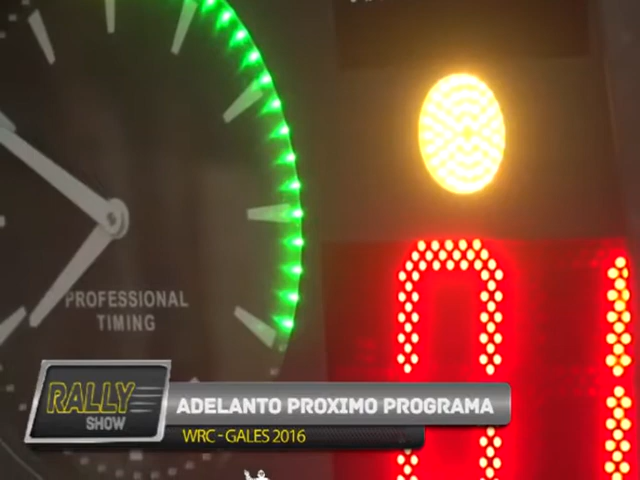 PROFESSIONAL
TIMING
RALLY
SHOW
ADELANTO PROXIMO PROGRAMA
WRC - GALES 2016